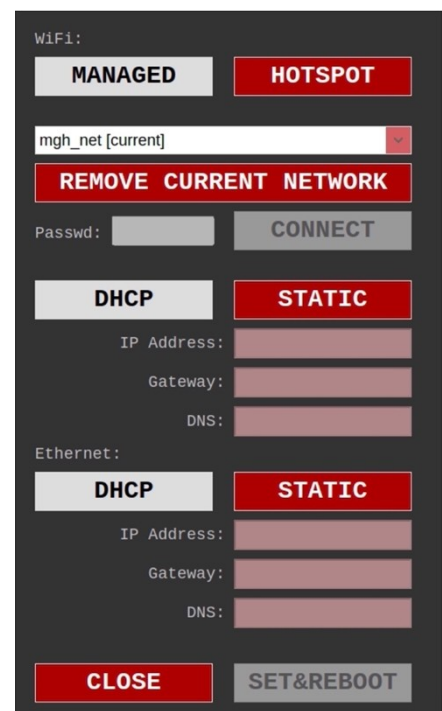 WiFi:
MANAGED HOTSPOT
mgh_net [current]
REMOVE CURRENT NETWORK
Passwd: CONNECT
DHCP STATIC
IP Address:
Gateway:
DNS:
Ethernet:
DHCP STATIC
IP Address:
Gateway:
DNS:
CLOSE SET&REBOOT